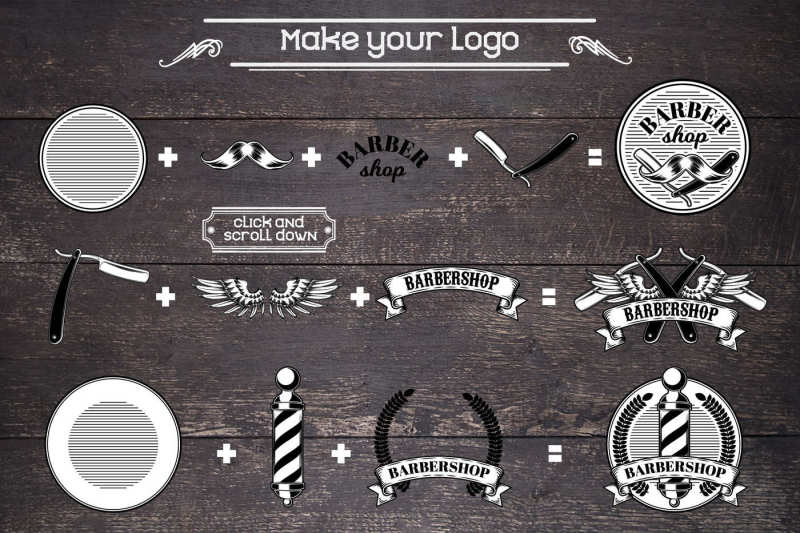 Make your Logo
BARBER
shop
+
+
+
=
BARBER
shop
click and
scroll down
+
+
BARBERSHOP
=
BARBERSHOP
+
+
BARBERSHOP
=
BARBERSHOP